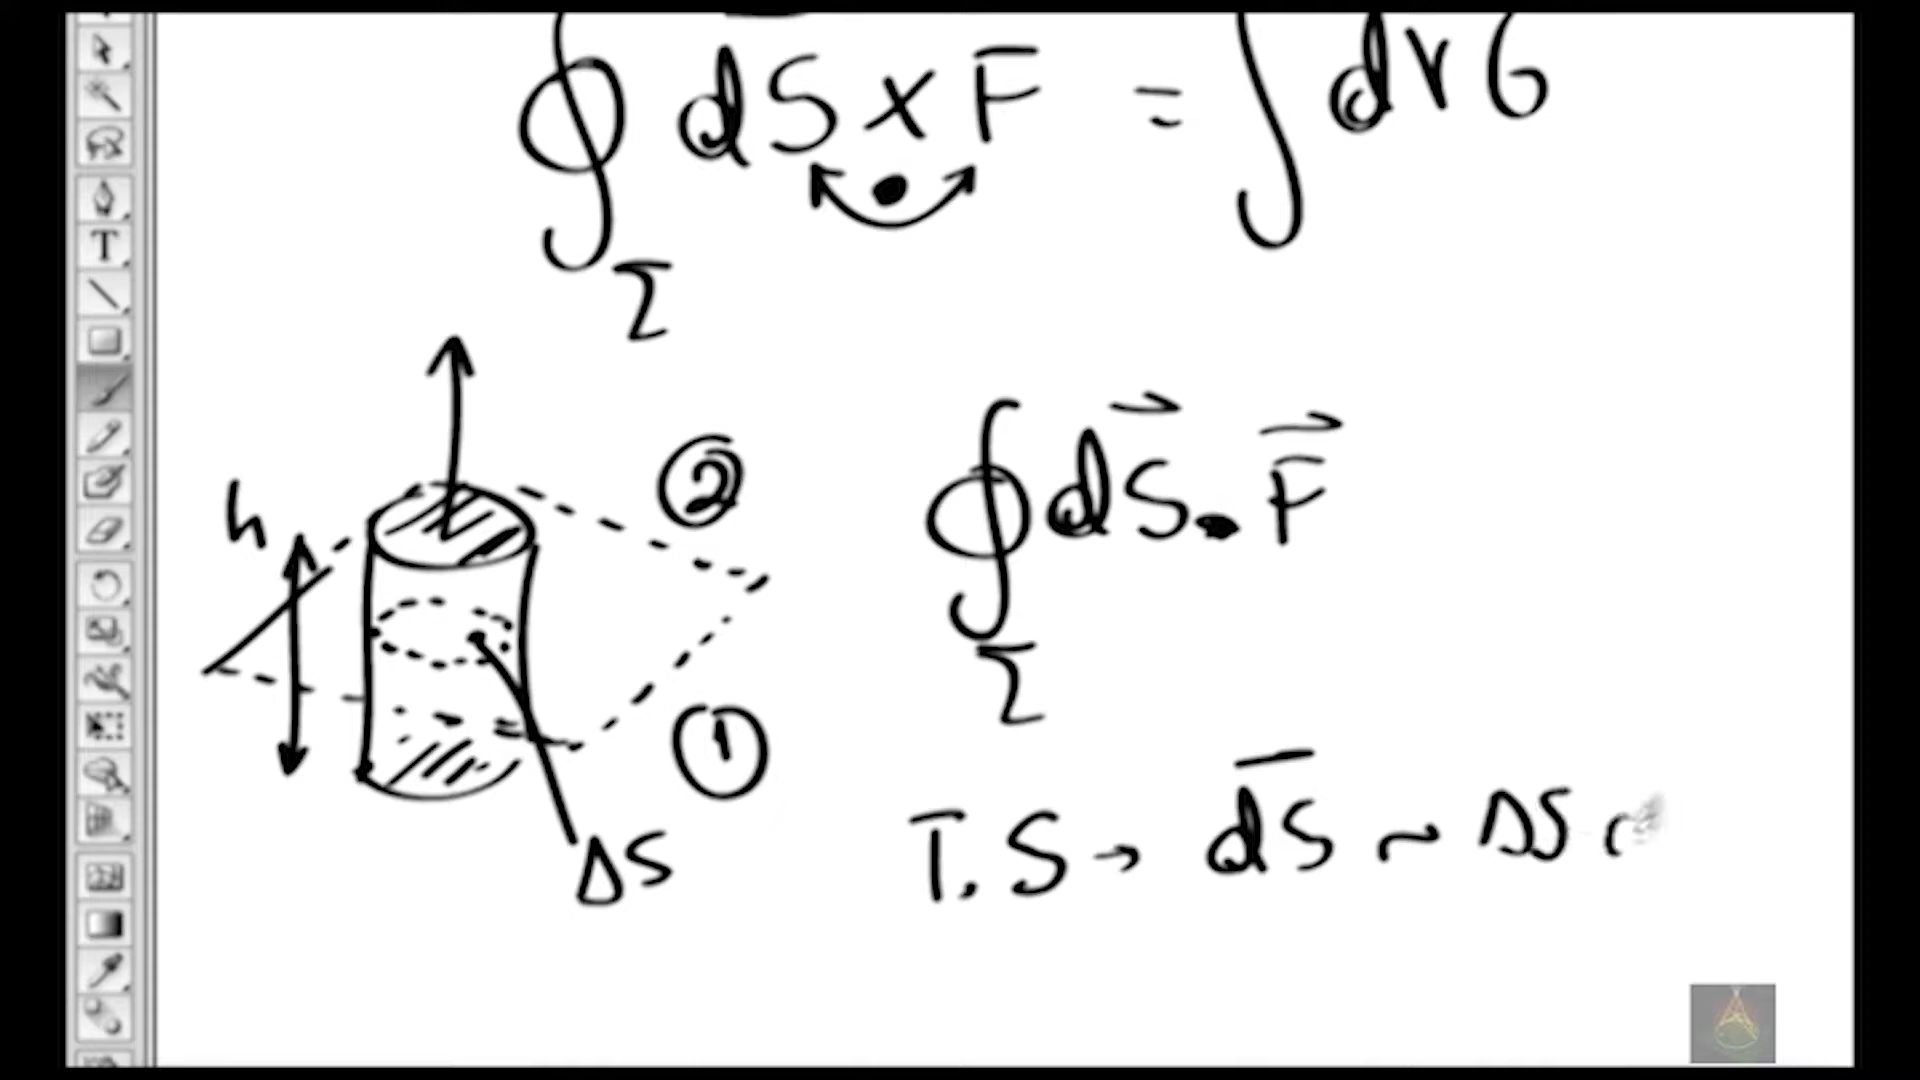 ∮ dS × F̄ = ∫ dv G
Σ
h
②
∮ dS⃗ • F⃗
Σ
①
ΔS
T.S → dS̄ ~ ΔS
T